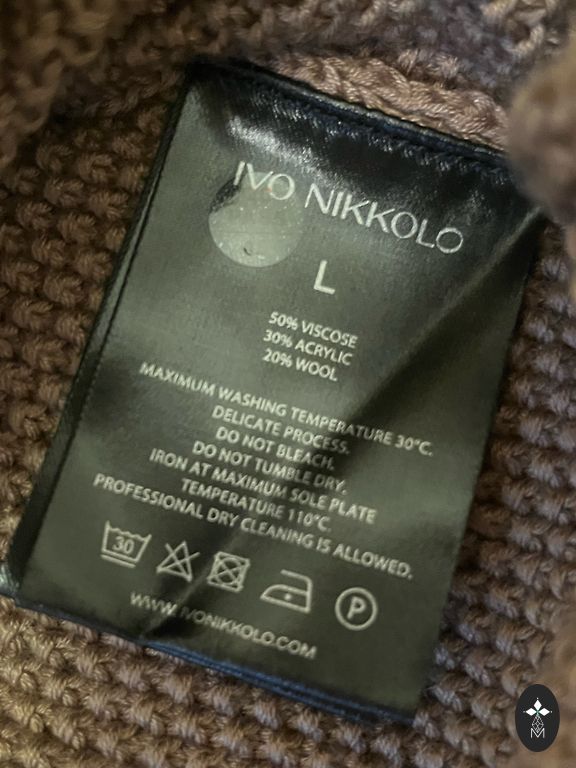 IVO NIKKOLO
L
50% VISCOSE
30% ACRYLIC
20% WOOL
MAXIMUM WASHING TEMPERATURE 30°C.
DELICATE PROCESS.
DO NOT BLEACH.
DO NOT TUMBLE DRY.
IRON AT MAXIMUM SOLE PLATE
TEMPERATURE 110°C.
PROFESSIONAL DRY CLEANING IS ALLOWED.
30
P
WWW.IVONIKKOLO.COM
M